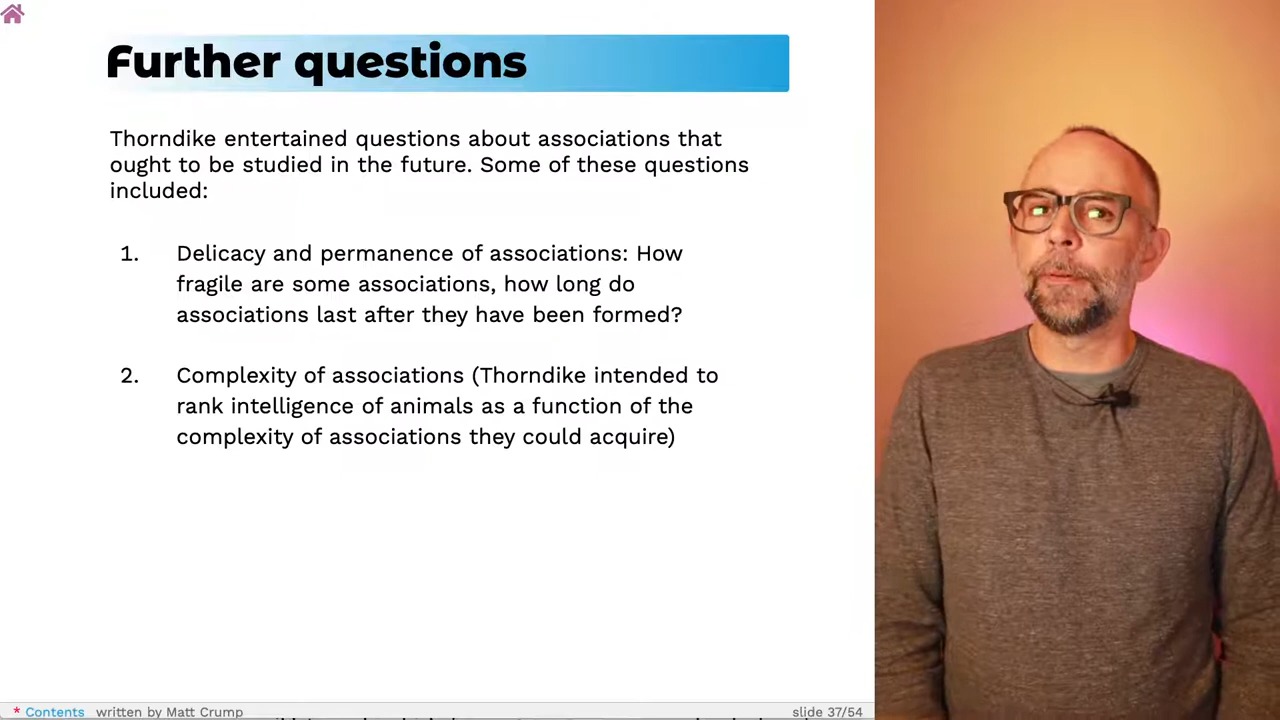 Further questions
Thorndike entertained questions about associations that
ought to be studied in the future. Some of these questions
included:
1. Delicacy and permanence of associations: How
fragile are some associations, how long do
associations last after they have been formed?
2. Complexity of associations (Thorndike intended to
rank intelligence of animals as a function of the
complexity of associations they could acquire)
* Contents written by Matt Crump slide 37/54